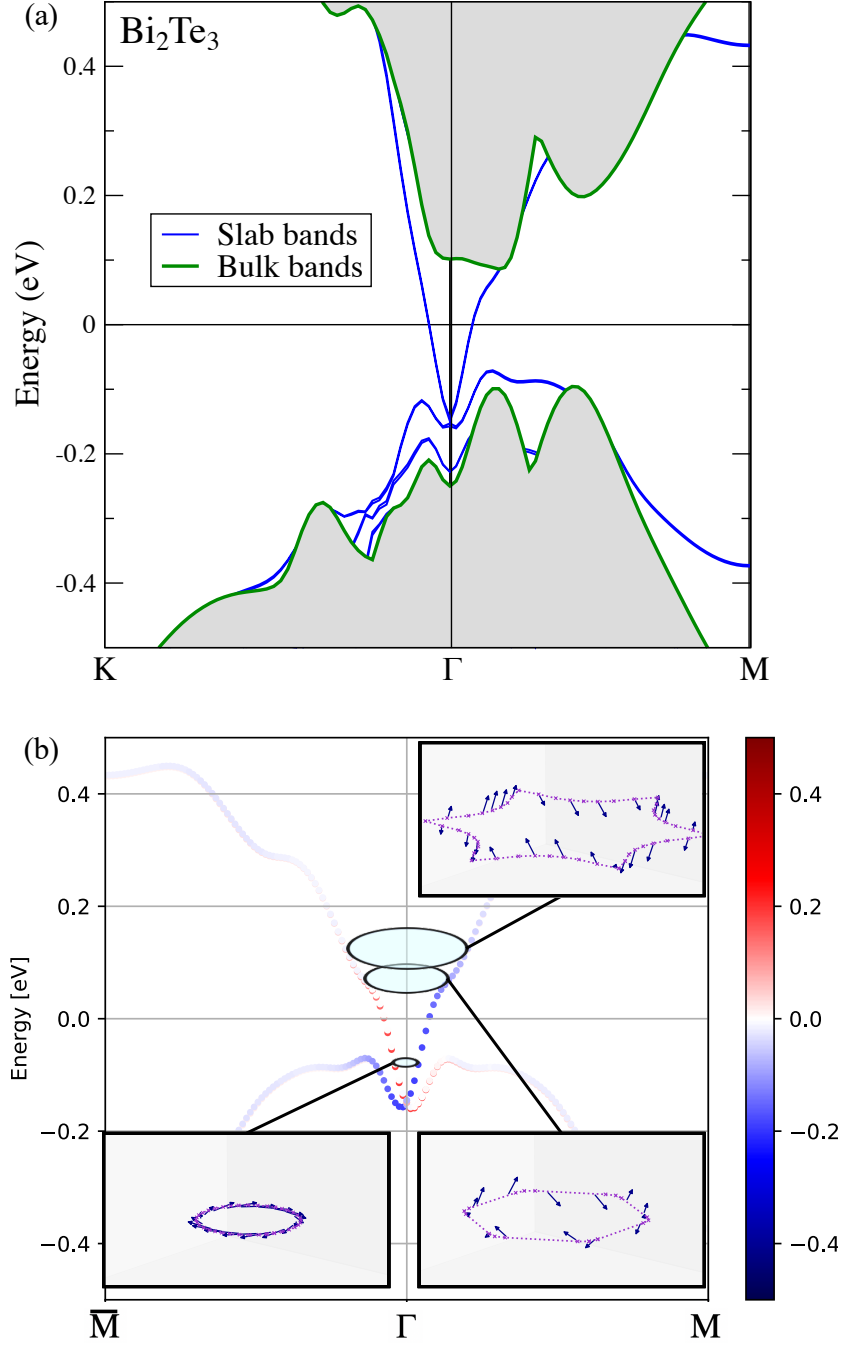 (a)
Bi₂Te₃
0.4
0.2
0
-0.2
-0.4
Energy (eV)
Slab bands
Bulk bands
K Γ M
(b)
0.4
0.2
0.0
−0.2
−0.4
Energy [eV]
M̅ Γ M
0.4
0.2
0.0
−0.2
−0.4